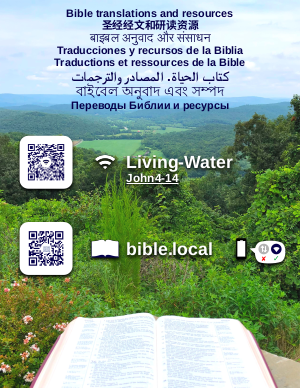 Bible translations and resources
圣经经文和研读资源
बाइबल अनुवाद और संसाधन
Traducciones y recursos de la Biblia
Traductions et ressources de la Bible
كتاب الحياة. المصادر والترجمات
বাইবেল অনুবাদ এবং সম্পদ
Переводы Библии и ресурсы
Living-Water
John4-14
bible.local